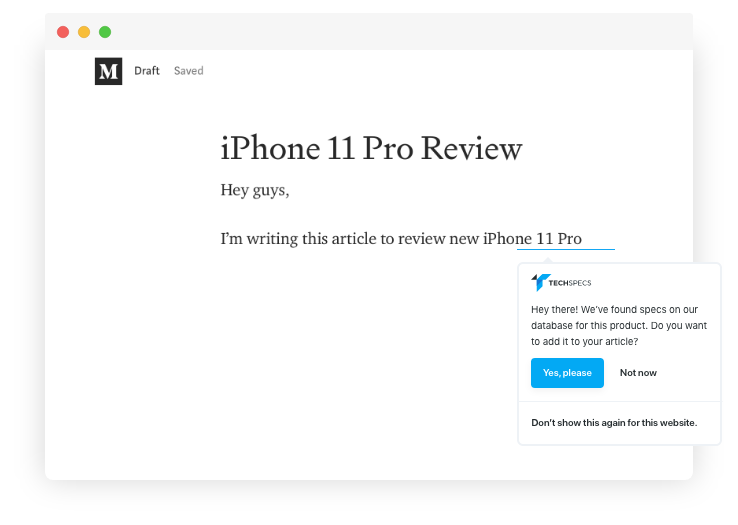 M Draft Saved
iPhone 11 Pro Review
Hey guys,
I'm writing this article to review new iPhone 11 Pro
TECHSPECS
Hey there! We've found specs on our
database for this product. Do you want
to add it to your article?
Yes, please Not now
Don't show this again for this website.